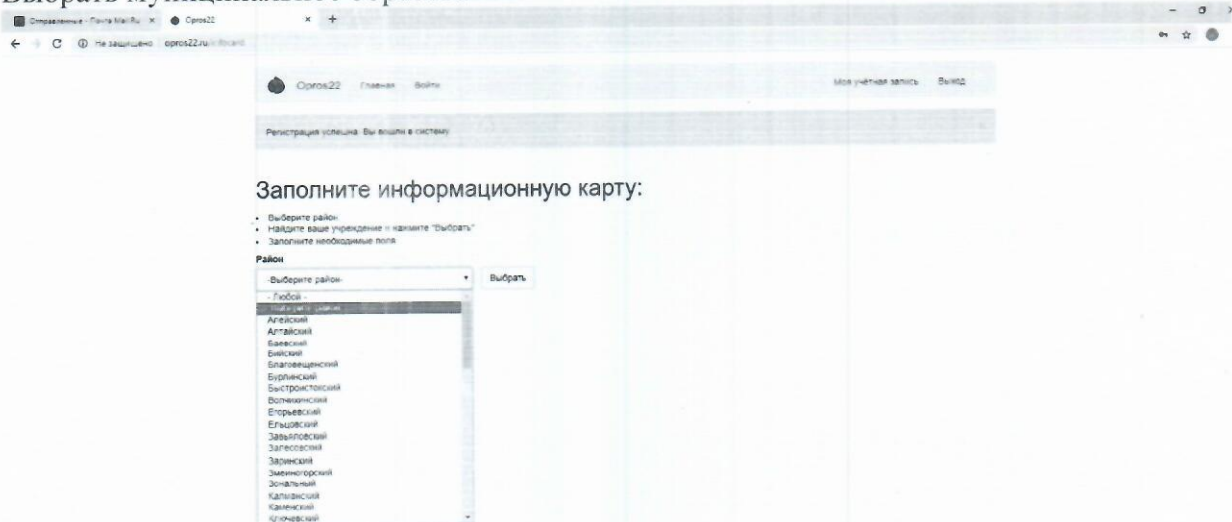 Выбрать муниципальное
Отправленные - Почта Mail.Ru × Opros22 × +
Не защищено opros22.ru
Opros22 Главная Войти Моя учётная запись Выход
Регистрация успешна. Вы вошли в систему.
Заполните информационную карту:
• Выберите район
• Найдите ваше учреждение и нажмите "Выбрать"
• Заполните необходимые поля
Район
-Выберите район- Выбрать
- Любой -
-Выберите район-
Алейский
Алтайский
Баевский
Бийский
Благовещенский
Бурлинский
Быстроистокский
Волчихинский
Егорьевский
Ельцовский
Завьяловский
Залесовский
Заринский
Змеиногорский
Зональный
Калманский
Каменский
Ключевский